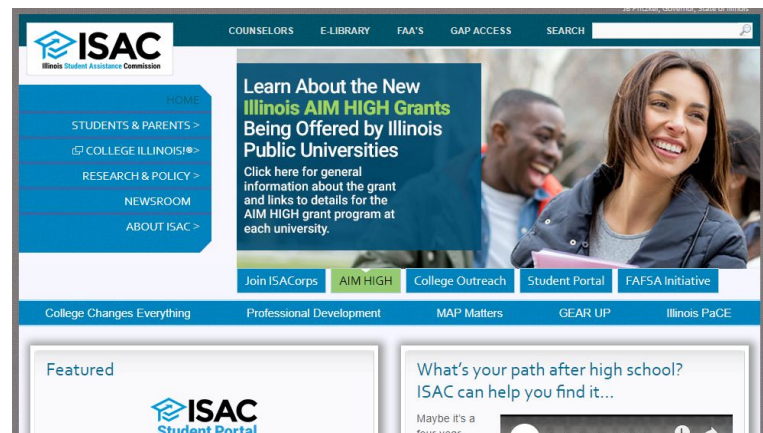 JB Pritzker, Governor, State of Illinois
ISAC
Illinois Student Assistance Commission
COUNSELORS E-LIBRARY FAA'S GAP ACCESS SEARCH
HOME
STUDENTS & PARENTS >
COLLEGE ILLINOIS!®>
RESEARCH & POLICY >
NEWSROOM
ABOUT ISAC >
Learn About the New
Illinois AIM HIGH Grants
Being Offered by Illinois
Public Universities
Click here for general
information about the grant
and links to details for the
AIM HIGH grant program at
each university.
Join ISACorps AIM HIGH College Outreach Student Portal FAFSA Initiative
College Changes Everything Professional Development MAP Matters GEAR UP Illinois PaCE
Featured
ISAC
Student Portal
What's your path after high school?
ISAC can help you find it...
Maybe it's a
four-year